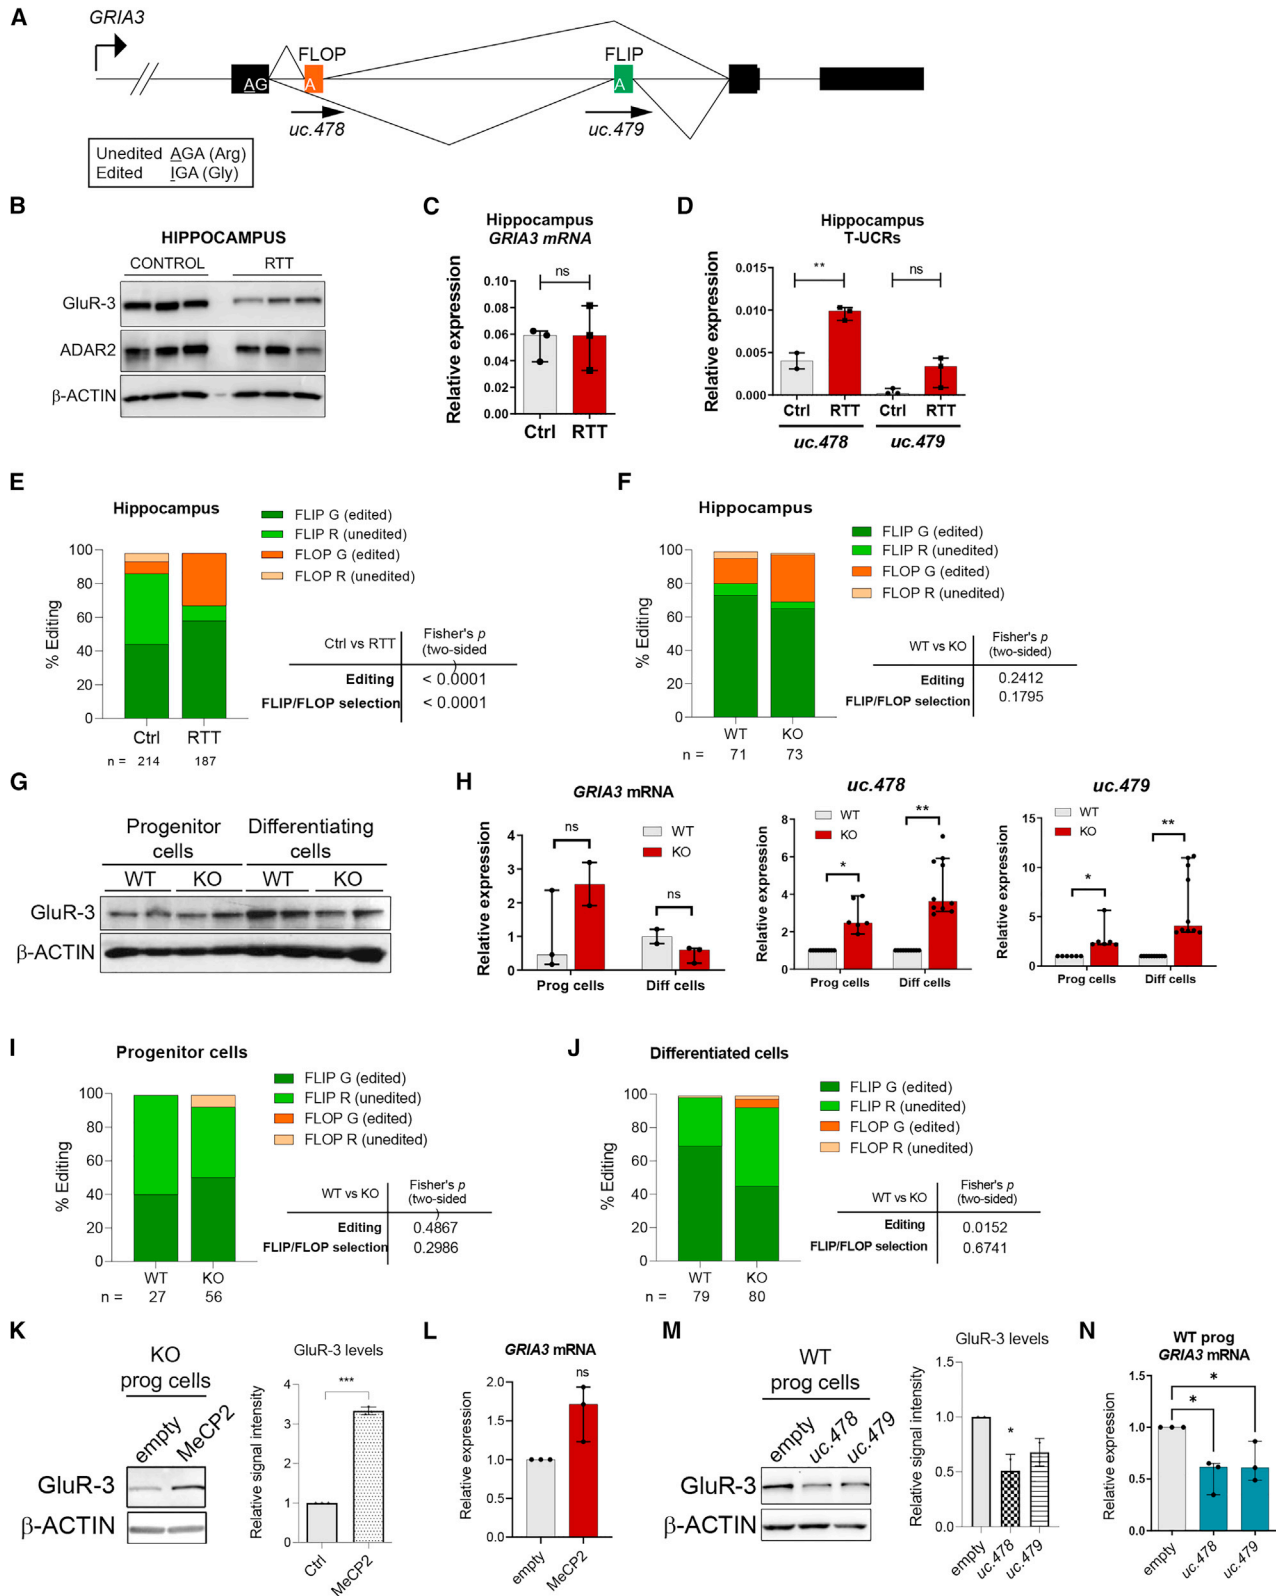 A
GRIA3
FLOP
FLIP
AG
A
A
uc.478
uc.479
Unedited AGA (Arg)
Edited IGA (Gly)
B
HIPPOCAMPUS
CONTROL RTT
GluR-3
ADAR2
β-ACTIN
C
Hippocampus
GRIA3 mRNA
ns
Relative expression
0.10
0.08
0.06
0.04
0.02
0.00
Ctrl RTT
D
Hippocampus
T-UCRs
** ns
Relative expression
0.015
0.010
0.005
0.000
Ctrl RTT Ctrl RTT
uc.478 uc.479
E
Hippocampus
FLIP G (edited)
FLIP R (unedited)
FLOP G (edited)
FLOP R (unedited)
% Editing
100
80
60
40
20
0
Ctrl RTT
n = 214 187
Ctrl vs RTT Fisher's p
(two-sided
)
Editing < 0.0001
FLIP/FLOP selection < 0.0001
F
Hippocampus
FLIP G (edited)
FLIP R (unedited)
FLOP G (edited)
FLOP R (unedited)
% Editing
100
80
60
40
20
0
WT KO
n = 71 73
WT vs KO Fisher's p
(two-sided)
Editing 0.2412
FLIP/FLOP selection 0.1795
G
Progenitor Differentiating
cells cells
WT KO WT KO
GluR-3
β-ACTIN
H
GRIA3 mRNA
WT
KO
ns
ns
Relative expression
4
3
2
1
0
Prog cells Diff cells
uc.478
WT
KO
**
*
Relative expression
8
6
4
2
0
Prog cells Diff cells
uc.479
WT
KO
**
*
Relative expression
15
10
5
0
Prog cells Diff cells
I
Progenitor cells
FLIP G (edited)
FLIP R (unedited)
FLOP G (edited)
FLOP R (unedited)
% Editing
100
80
60
40
20
0
WT KO
n = 27 56
WT vs KO Fisher's p
(two-sided
)
Editing 0.4867
FLIP/FLOP selection 0.2986
J
Differentiated cells
FLIP G (edited)
FLIP R (unedited)
FLOP G (edited)
FLOP R (unedited)
% Editing
100
80
60
40
20
0
WT KO
n = 79 80
WT vs KO Fisher's p
(two-sided)
Editing 0.0152
FLIP/FLOP selection 0.6741
K
KO
prog cells
empty MeCP2
GluR-3
β-ACTIN
GluR-3 levels
***
Relative signal intensity
4
3
2
1
0
Ctrl MeCP2
L
GRIA3 mRNA
ns
Relative expression
2.0
1.5
1.0
0.5
0.0
empty MeCP2
M
WT
prog cells
empty uc.478 uc.479
GluR-3
β-ACTIN
GluR-3 levels
*
Relative signal intensity
1.5
1.0
0.5
0.0
empty uc.478 uc.479
N
WT prog
GRIA3 mRNA
*
*
Relative expression
1.5
1.0
0.5
0.0
empty uc.478 uc.479